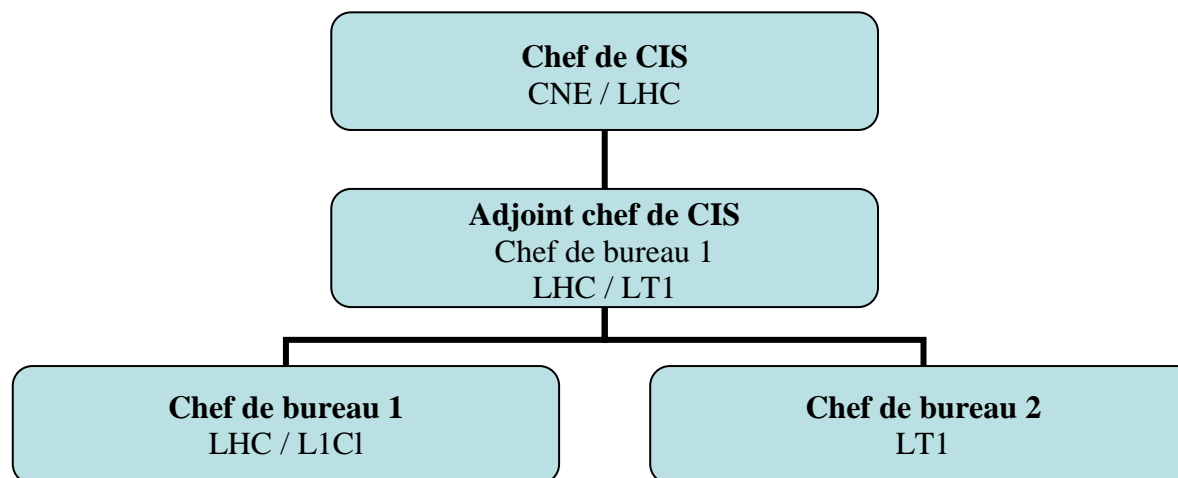 Chef de CIS
CNE / LHC
Adjoint chef de CIS
Chef de bureau 1
LHC / LT1
Chef de bureau 1
LHC / L1Cl
Chef de bureau 2
LT1